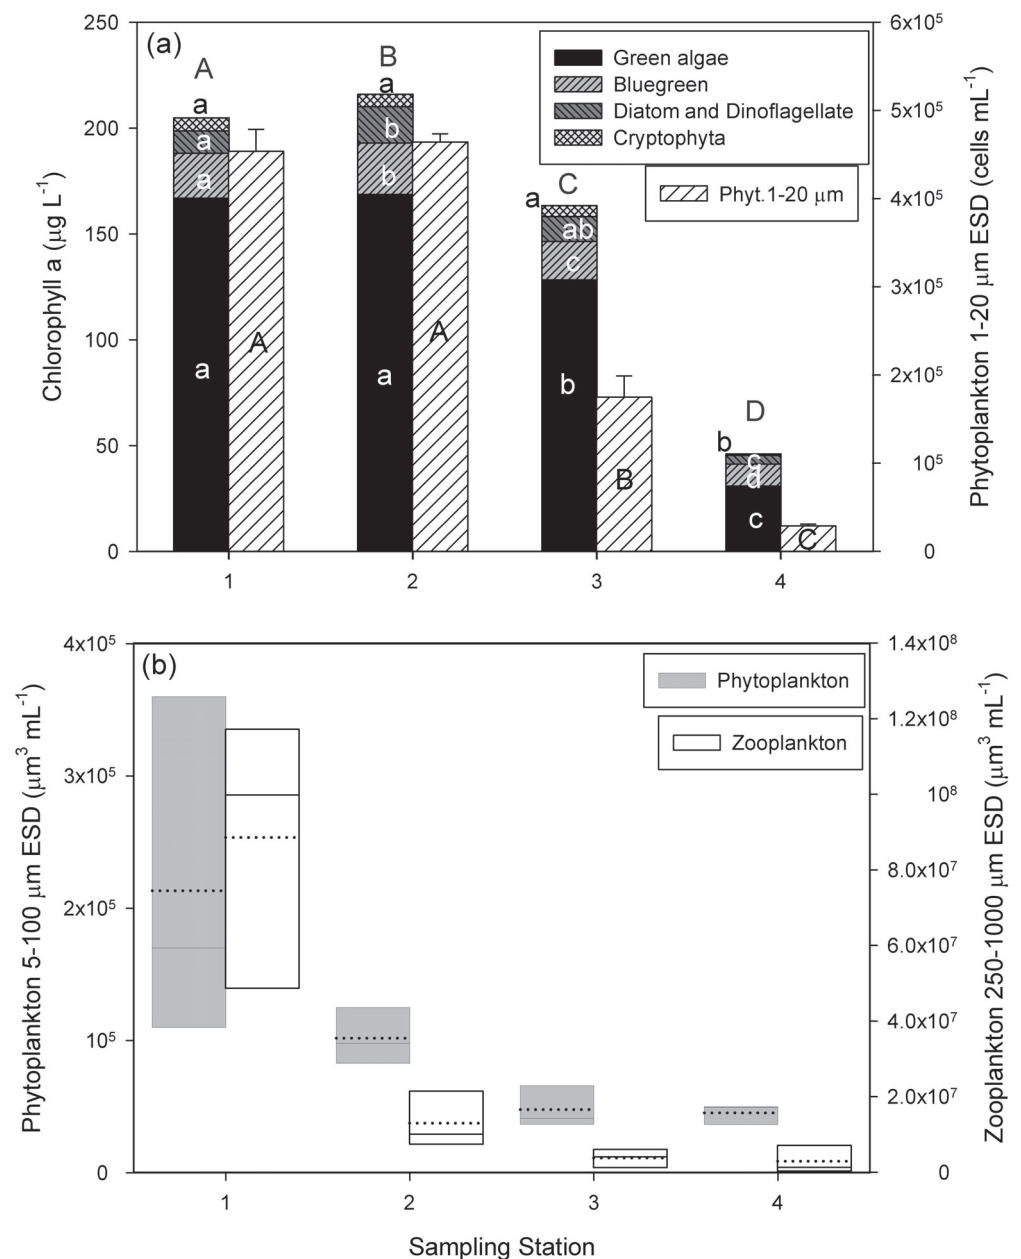 (a)
Chlorophyll a (µg L⁻¹)
250
200
150
100
50
0
A
a
a
a
a
A
B
a
b
b
a
A
C
a
ab
c
b
B
D
b
c
d
c
C
Green algae
Bluegreen
Diatom and Dinoflagellate
Cryptophyta
Phyt.1-20 µm
6x10⁵
5x10⁵
4x10⁵
3x10⁵
2x10⁵
10⁵
0
Phytoplankton 1-20 µm ESD (cells mL⁻¹)
1 2 3 4
(b)
Phytoplankton 5-100 µm ESD (µm³ mL⁻¹)
4x10⁵
3x10⁵
2x10⁵
10⁵
0
Phytoplankton
Zooplankton
1.4x10⁸
1.2x10⁸
10⁸
8.0x10⁷
6.0x10⁷
4.0x10⁷
2.0x10⁷
0
Zooplankton 250-1000 µm ESD (µm³ mL⁻¹)
1 2 3 4
Sampling Station